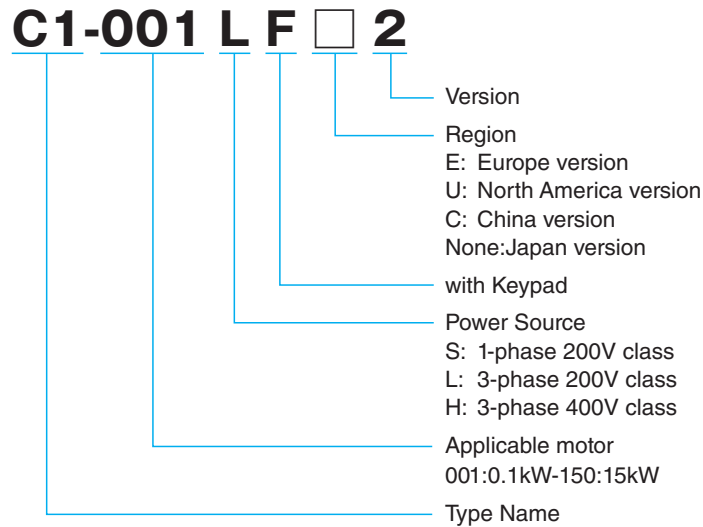 C1-001 L F □ 2
Version
Region
E: Europe version
U: North America version
C: China version
None:Japan version
with Keypad
Power Source
S: 1-phase 200V class
L: 3-phase 200V class
H: 3-phase 400V class
Applicable motor
001:0.1kW-150:15kW
Type Name